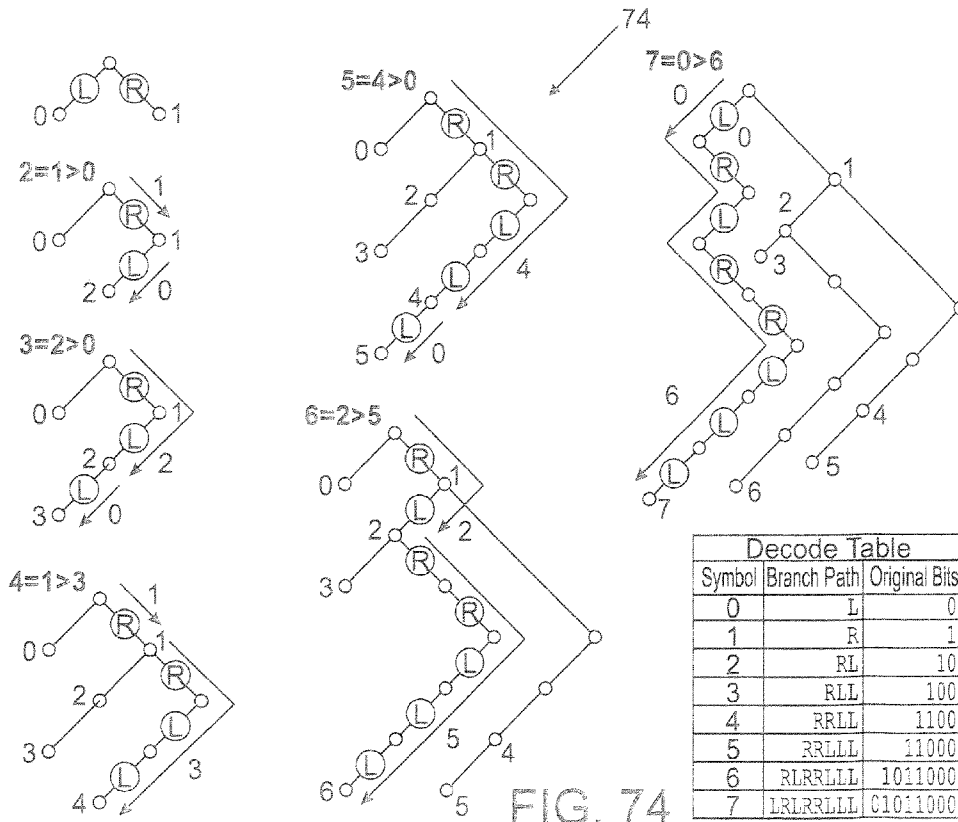 74
L R
0 1
2=1>0
1
R
0 1
L
2 0
3=2>0
R
0 1
L
2 2
L
3 0
4=1>3
1
R
0 1
R
2
L
3
L 3
4
5=4>0
R
0 1
R
2
L
3 4
L
4
L
5 0
6=2>5
R
0 1
L
2 2
R
3
R
L
L 5
4
L
6
5
7=0>6
0
L
0
R 1
L 2
3
R
R
L
6
L 4
5
L
7 6
Decode Table
Symbol Branch Path Original Bits
0 L 0
1 R 1
2 RL 10
3 RLL 100
4 RRLL 1100
5 RRLLL 11000
6 RLRRLLL 1011000
7 LRLRRLLL 01011000
FIG. 74